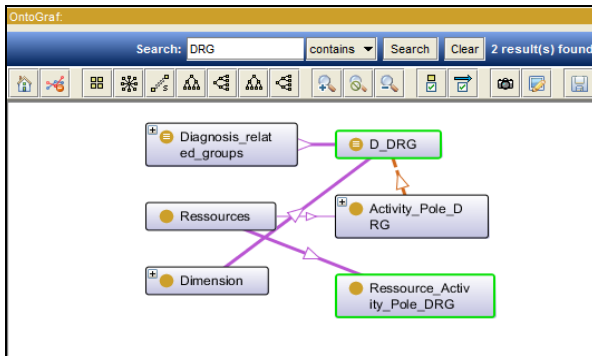 OntoGraf:
Search: DRG contains Search Clear 2 result(s) found
Diagnosis_relat
ed_groups
D_DRG
Ressources
Activity_Pole_D
RG
Dimension
Ressource_Activ
ity_Pole_DRG